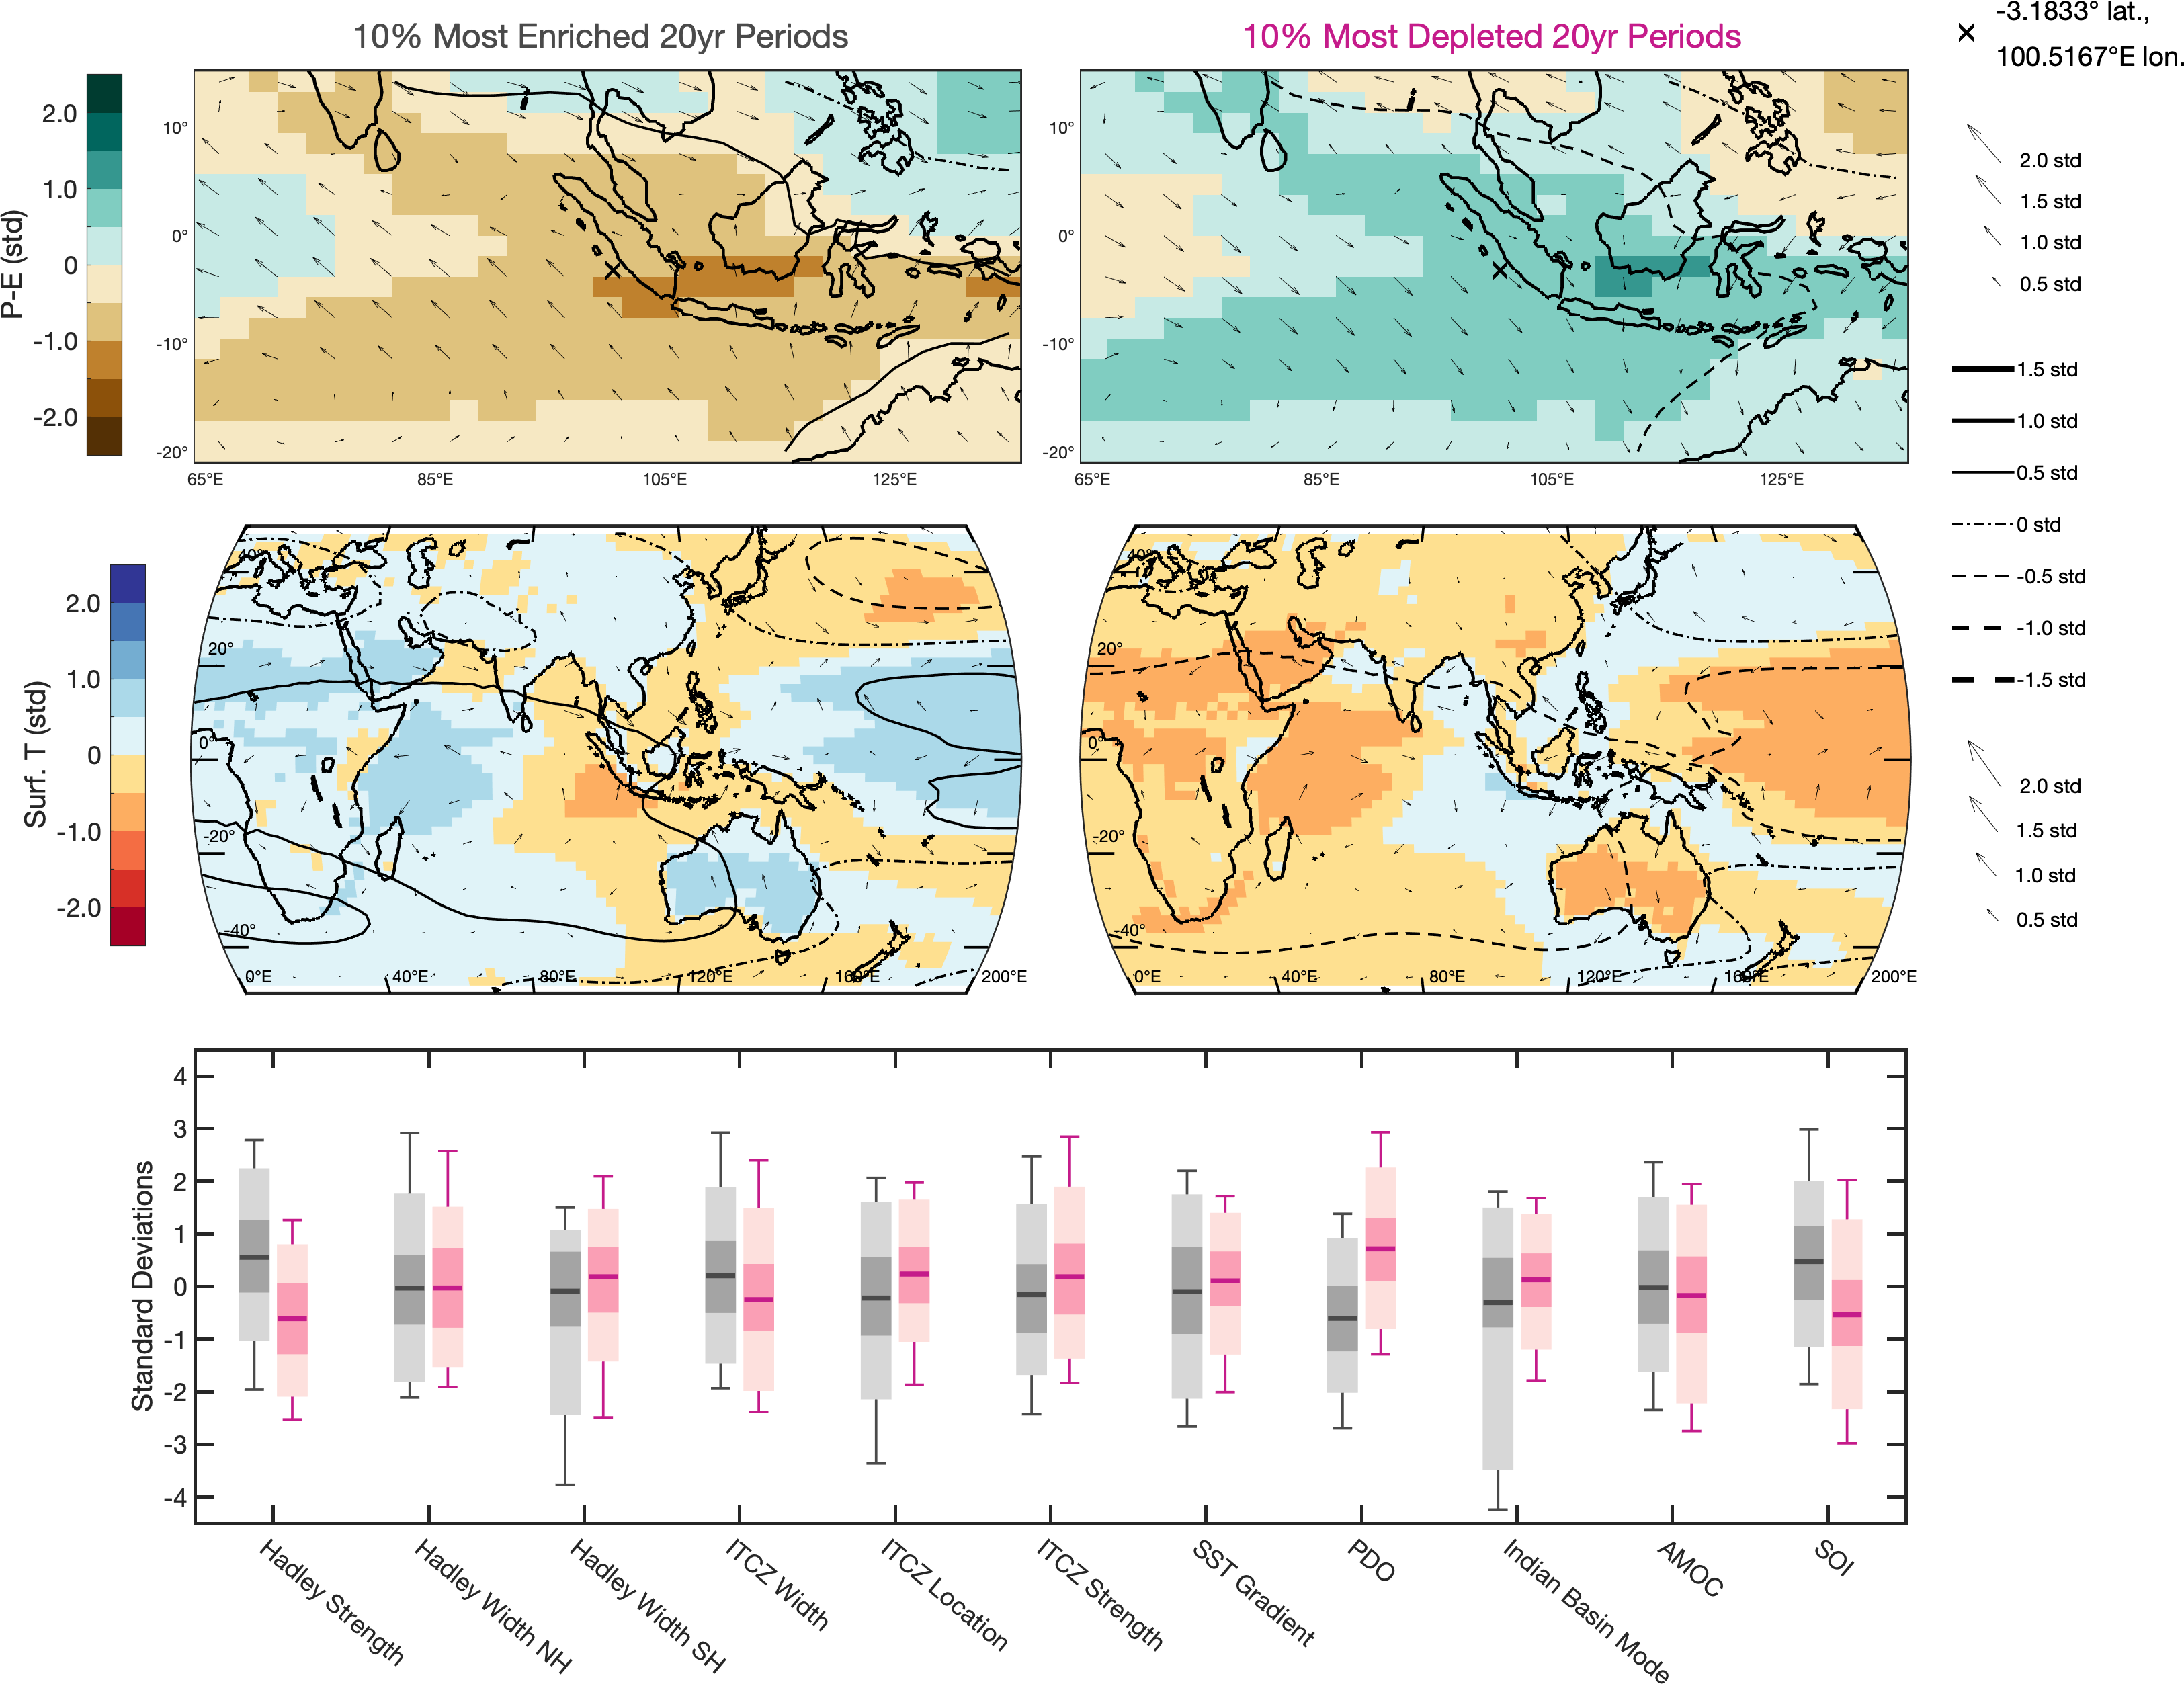 10% Most Enriched 20yr Periods
10% Most Depleted 20yr Periods
-3.1833° lat.,
100.5167°E lon.
P-E (std)
2.0
1.0
0
-1.0
-2.0
10°
0°
-10°
-20°
65°E
85°E
105°E
125°E
10°
0°
-10°
-20°
65°E
85°E
105°E
125°E
2.0 std
1.5 std
1.0 std
0.5 std
1.5 std
1.0 std
0.5 std
0 std
-0.5 std
-1.0 std
-1.5 std
2.0 std
1.5 std
1.0 std
0.5 std
Surf. T (std)
2.0
1.0
0
-1.0
-2.0
40°
20°
0°
-20°
-40°
0°E
40°E
80°E
120°E
160°E
200°E
40°
20°
0°
-20°
-40°
0°E
40°E
80°E
120°E
160°E
200°E
Standard Deviations
4
3
2
1
0
-1
-2
-3
-4
Hadley Strength
Hadley Width NH
Hadley Width SH
ITCZ Width
ITCZ Location
ITCZ Strength
SST Gradient
PDO
Indian Basin Mode
AMOC
SOI